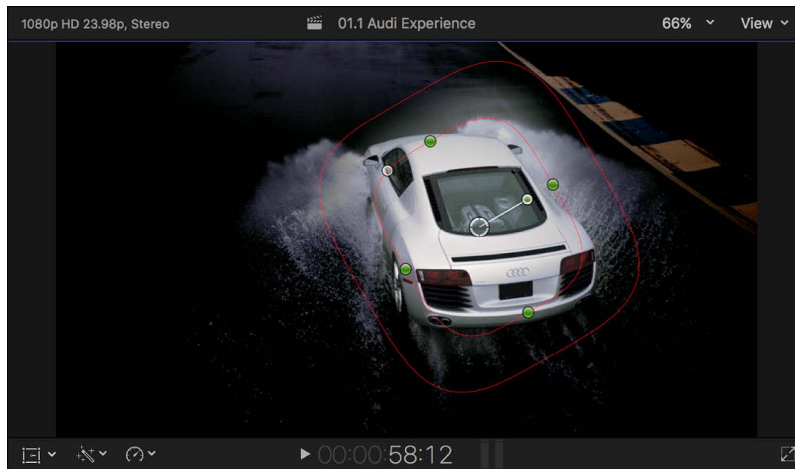 1080p HD 23.98p, Stereo
01.1 Audi Experience
66%
View
00:00:58:12